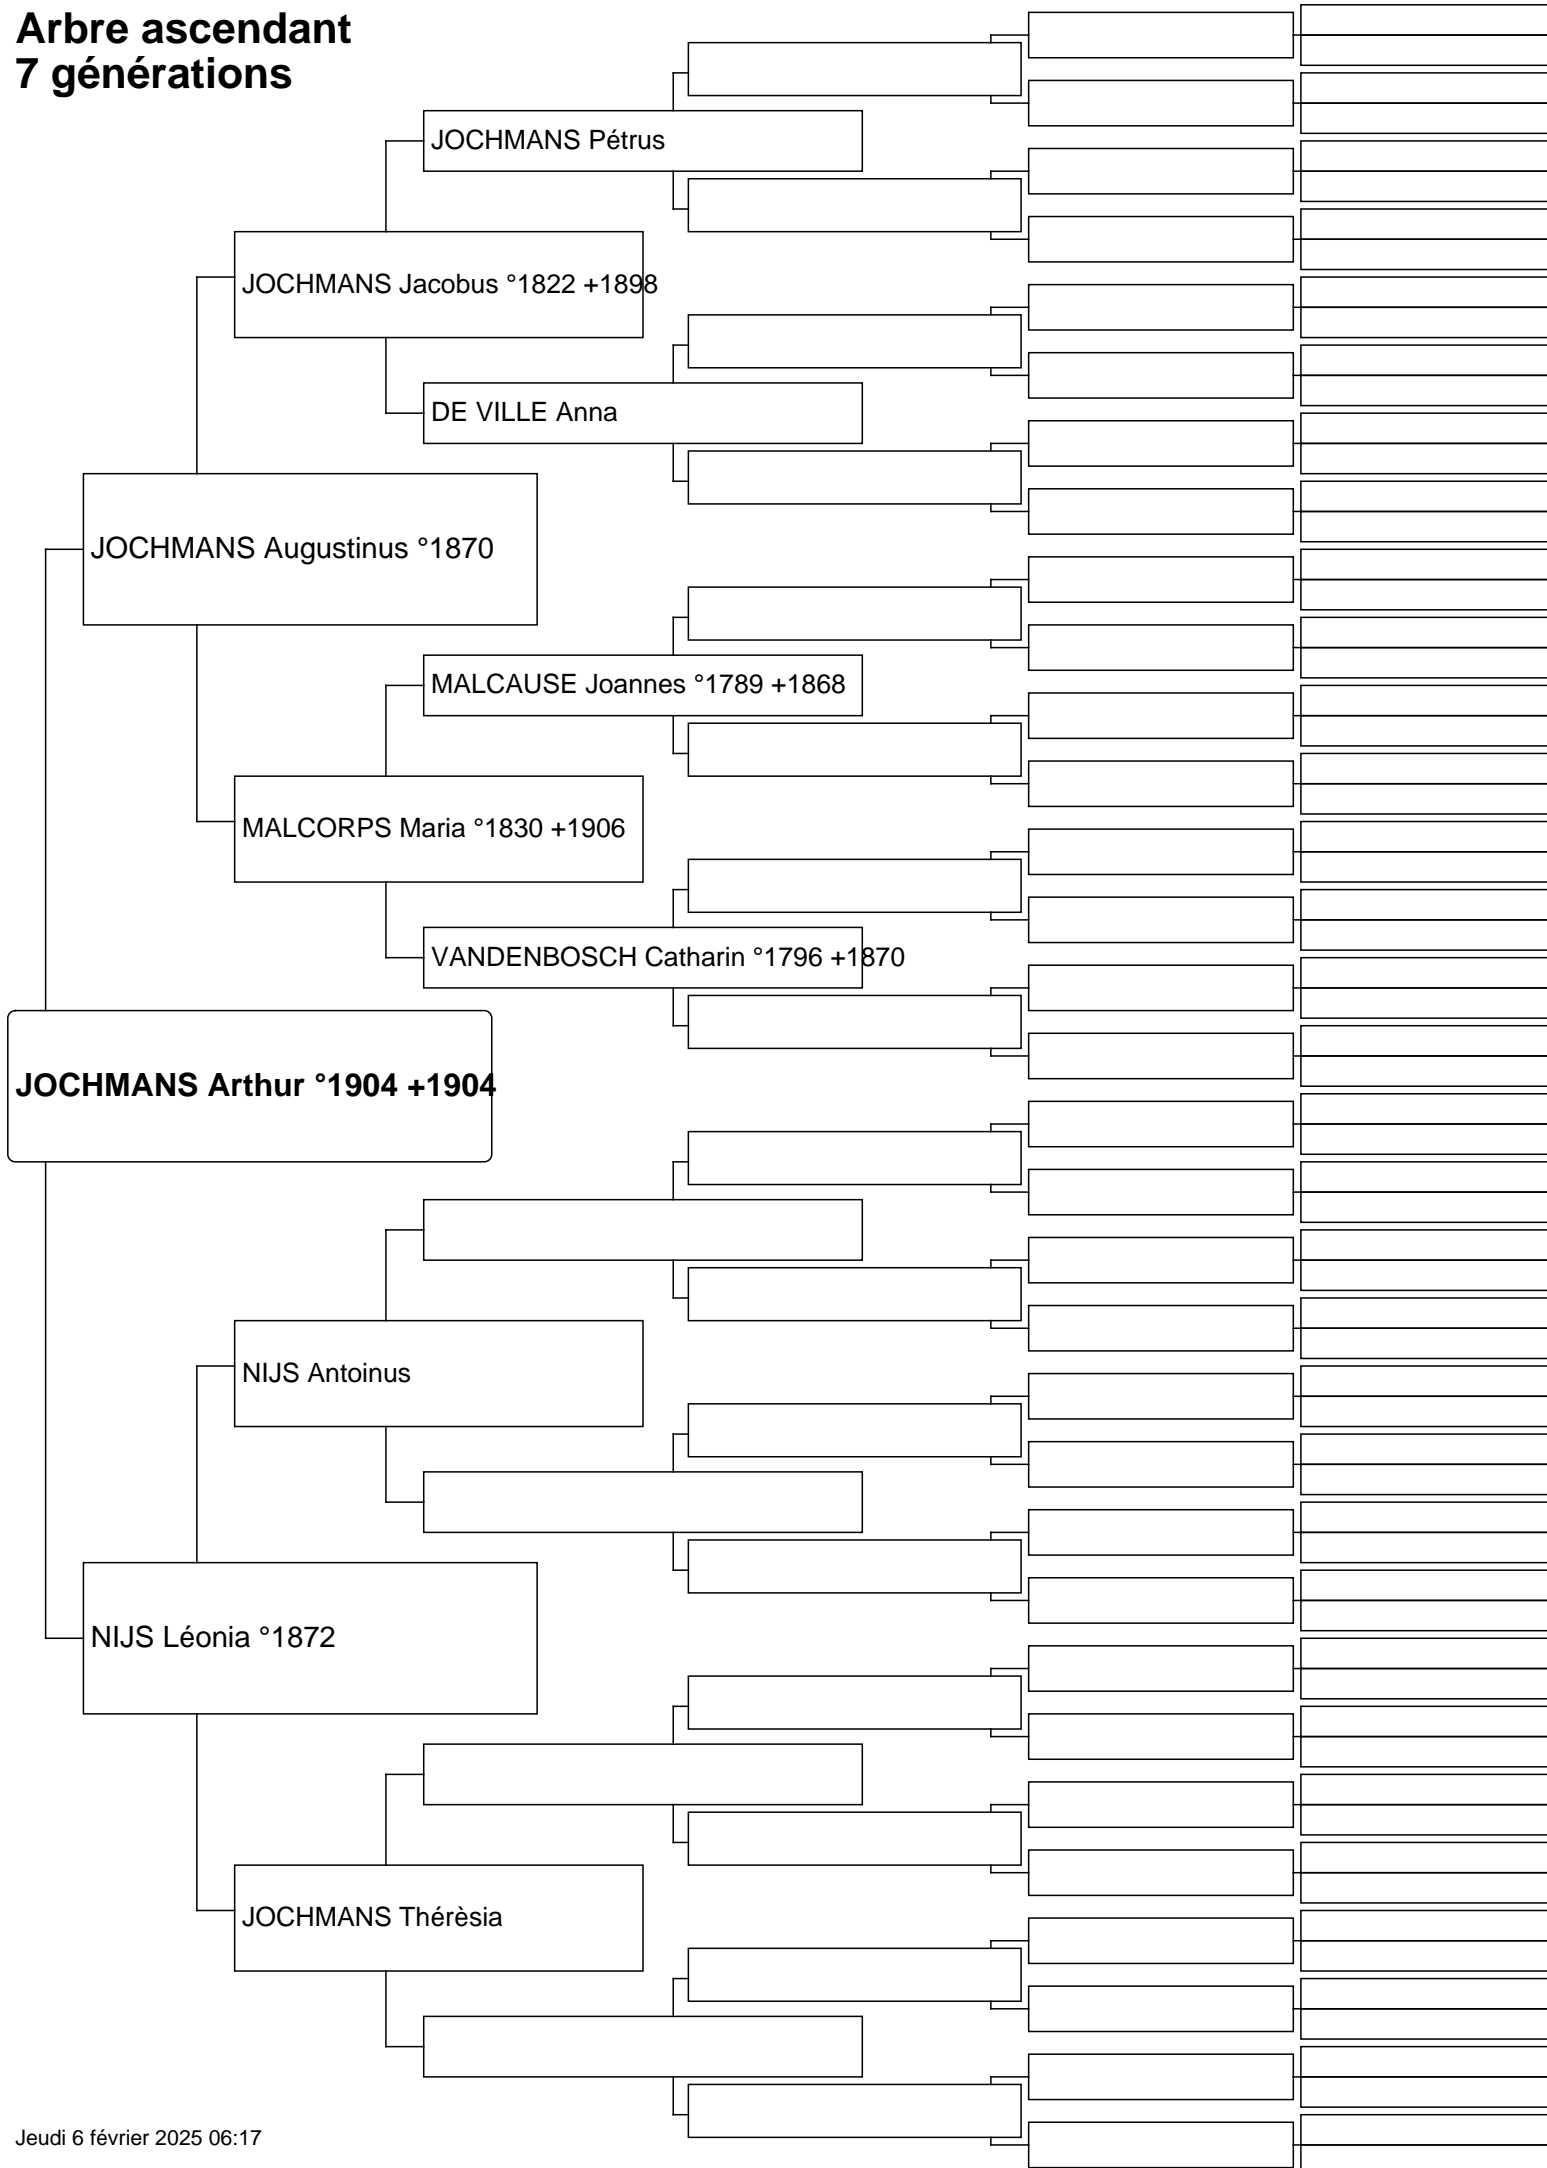 Arbre ascendant
7 générations
JOCHMANS Pétrus
JOCHMANS Jacobus °1822 +1898
DE VILLE Anna
JOCHMANS Augustinus °1870
MALCAUSE Joannes °1789 +1868
MALCORPS Maria °1830 +1906
VANDENBOSCH Catharin °1796 +1870
JOCHMANS Arthur °1904 +1904
NIJS Antoinus
NIJS Léonia °1872
JOCHMANS Thérèsia
Jeudi 6 février 2025 06:17